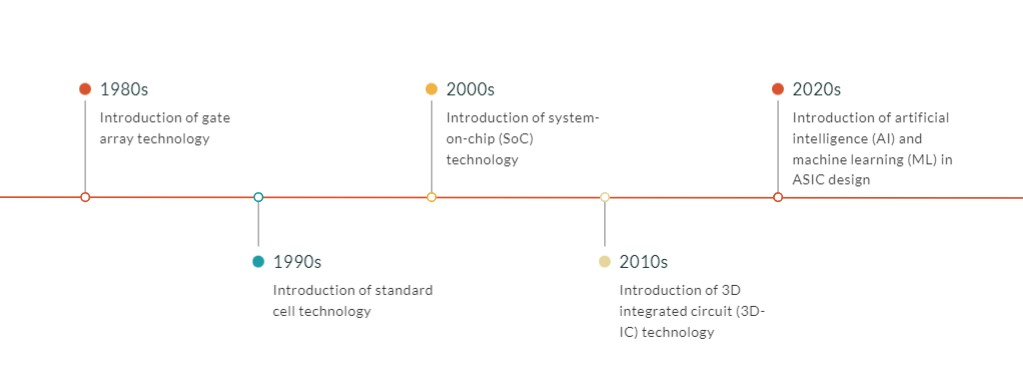 1980s
Introduction of gate
array technology
1990s
Introduction of standard
cell technology
2000s
Introduction of system-
on-chip (SoC)
technology
2010s
Introduction of 3D
integrated circuit (3D-
IC) technology
2020s
Introduction of artificial
intelligence (AI) and
machine learning (ML) in
ASIC design